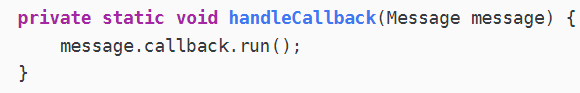 private static void handleCallback(Message message) {
    message.callback.run();
}